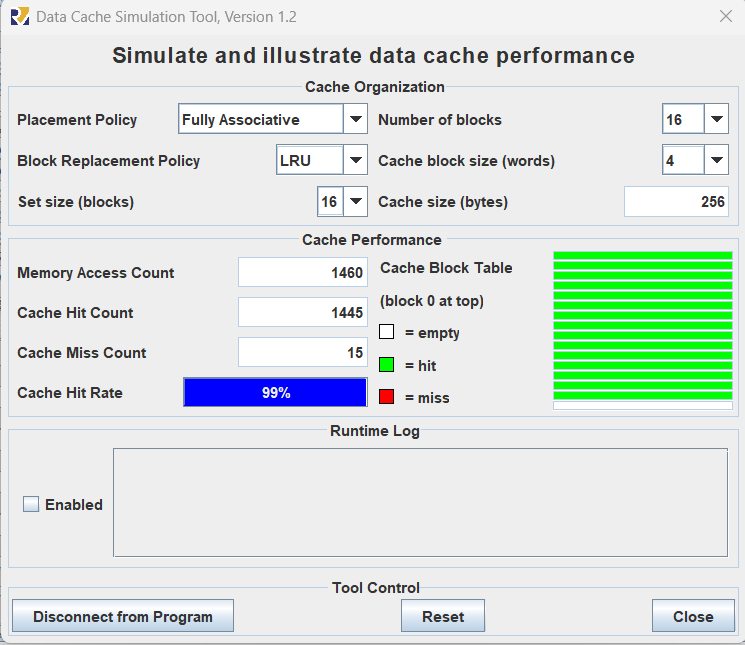 Data Cache Simulation Tool, Version 1.2
Simulate and illustrate data cache performance
Cache Organization
Placement Policy Fully Associative Number of blocks 16
Block Replacement Policy LRU Cache block size (words) 4
Set size (blocks) 16 Cache size (bytes) 256
Cache Performance
Memory Access Count 1460 Cache Block Table
(block 0 at top)
Cache Hit Count 1445
= empty
Cache Miss Count 15
= hit
Cache Hit Rate 99%
= miss
Runtime Log
Enabled
Tool Control
Disconnect from Program Reset Close